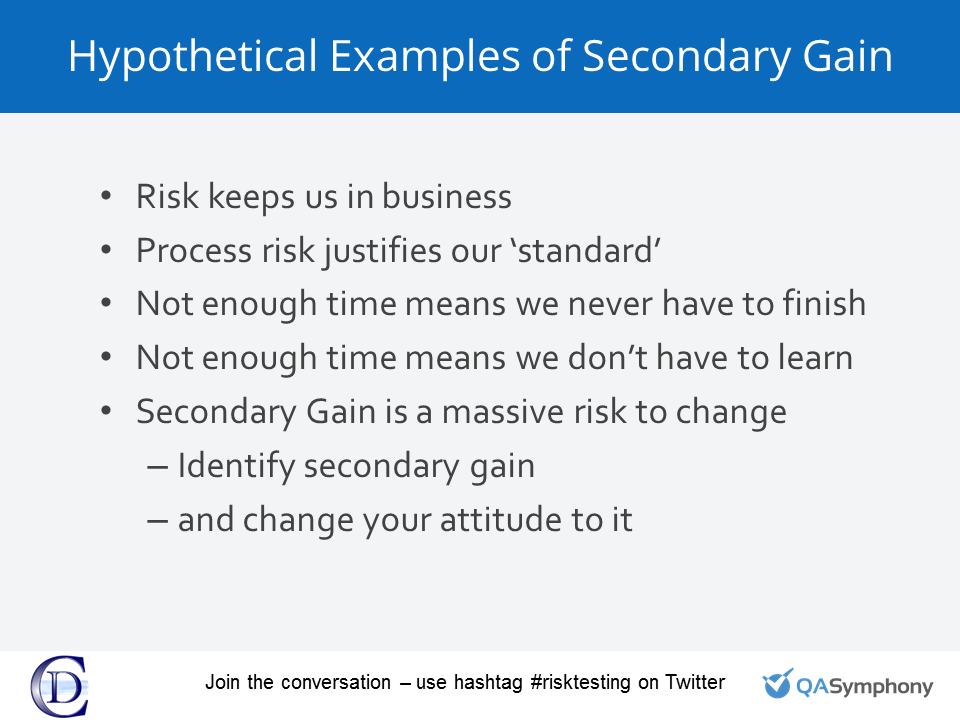 Hypothetical Examples of Secondary Gain
• Risk keeps us in business
• Process risk justifies our ‘standard’
• Not enough time means we never have to finish
• Not enough time means we don’t have to learn
• Secondary Gain is a massive risk to change
– Identify secondary gain
– and change your attitude to it
CD
Join the conversation – use hashtag #risktesting on Twitter
QASymphony